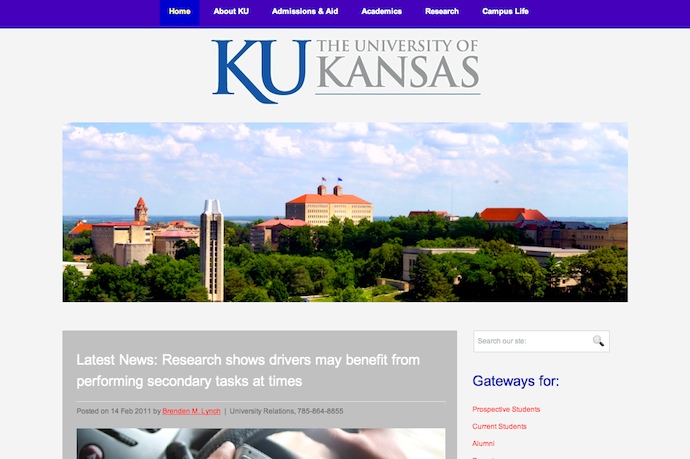 Home About KU Admissions & Aid Academics Research Campus Life
KU THE UNIVERSITY OF
KANSAS
Latest News: Research shows drivers may benefit from
performing secondary tasks at times
Posted on 14 Feb 2011 by Brenden M. Lynch | University Relations, 785-864-8855
Search our site:
Gateways for:
Prospective Students
Current Students
Alumni